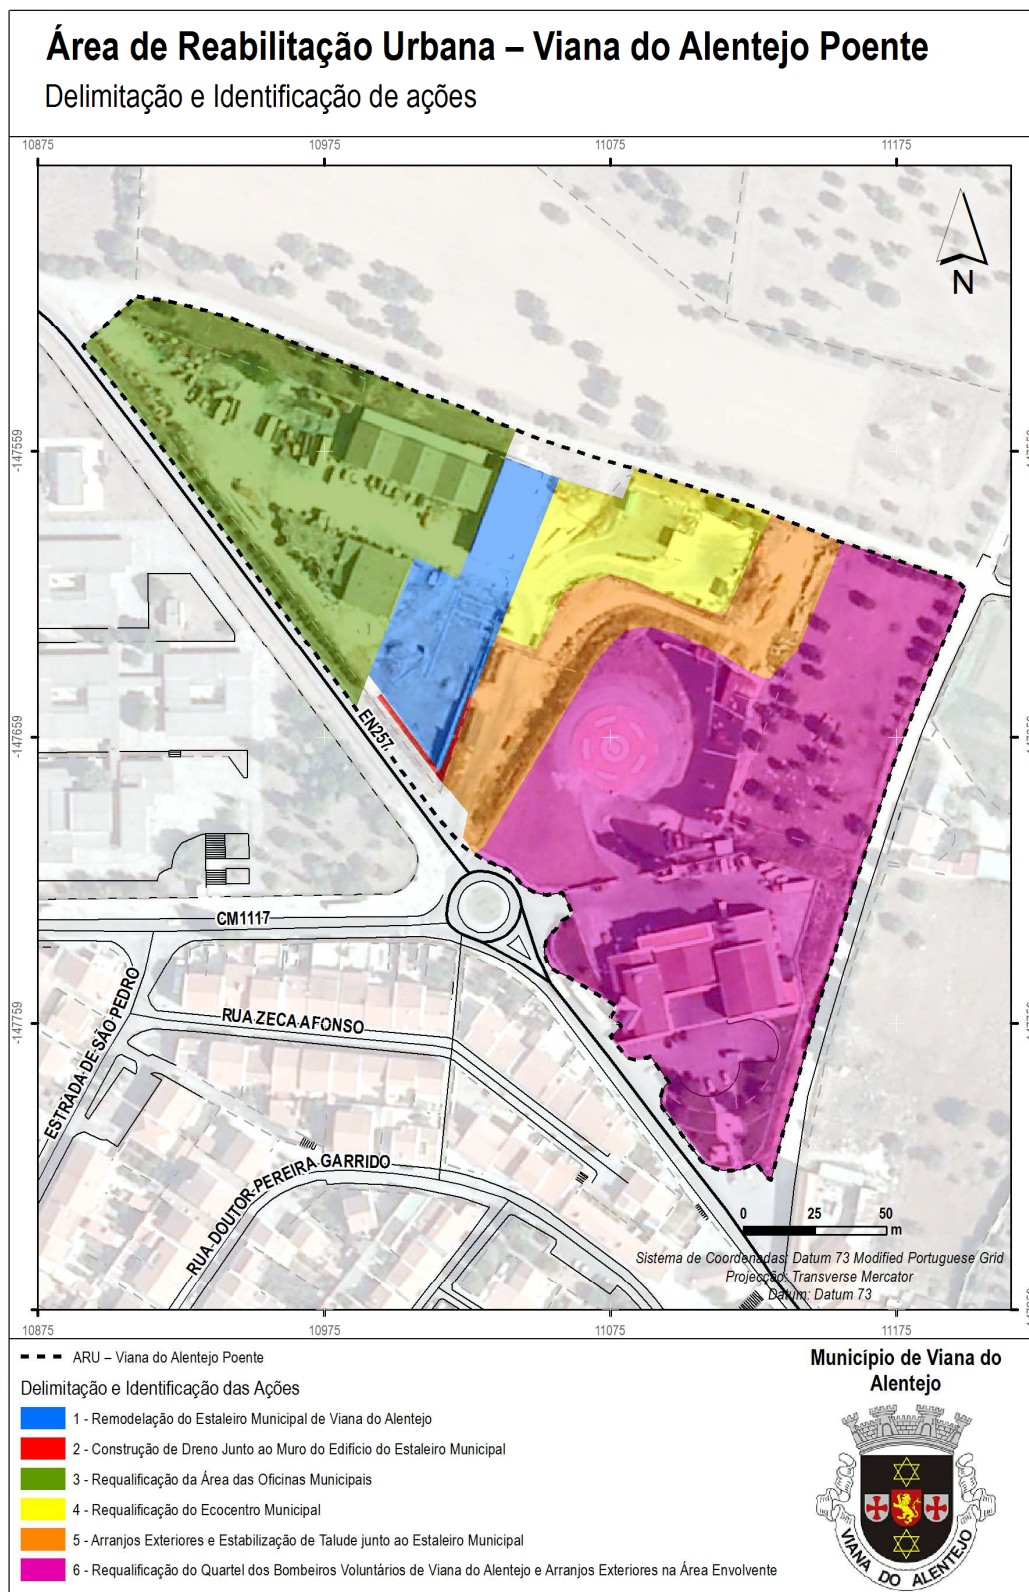 Área de Reabilitação Urbana – Viana do Alentejo Poente
Delimitação e Identificação de ações
10875
10975
11075
11175
N
-147559
-147559
-147659
-147659
EN257
CM1117
ESTRADA DE SÃO PEDRO
RUA ZECA AFONSO
-147759
-147759
RUA DOUTOR PEREIRA GARRIDO
0 25 50
m
Sistema de Coordenadas: Datum 73 Modified Portuguese Grid
Projecção: Transverse Mercator
Datum: Datum 73
-147859
10875
10975
11075
11175
ARU – Viana do Alentejo Poente
Delimitação e Identificação das Ações
1 - Remodelação do Estaleiro Municipal de Viana do Alentejo
2 - Construção de Dreno Junto ao Muro do Edifício do Estaleiro Municipal
3 - Requalificação da Área das Oficinas Municipais
4 - Requalificação do Ecocentro Municipal
5 - Arranjos Exteriores e Estabilização de Talude junto ao Estaleiro Municipal
6 - Requalificação do Quartel dos Bombeiros Voluntários de Viana do Alentejo e Arranjos Exteriores na Área Envolvente
Município de Viana do
Alentejo
VIANA DO ALENTEJO